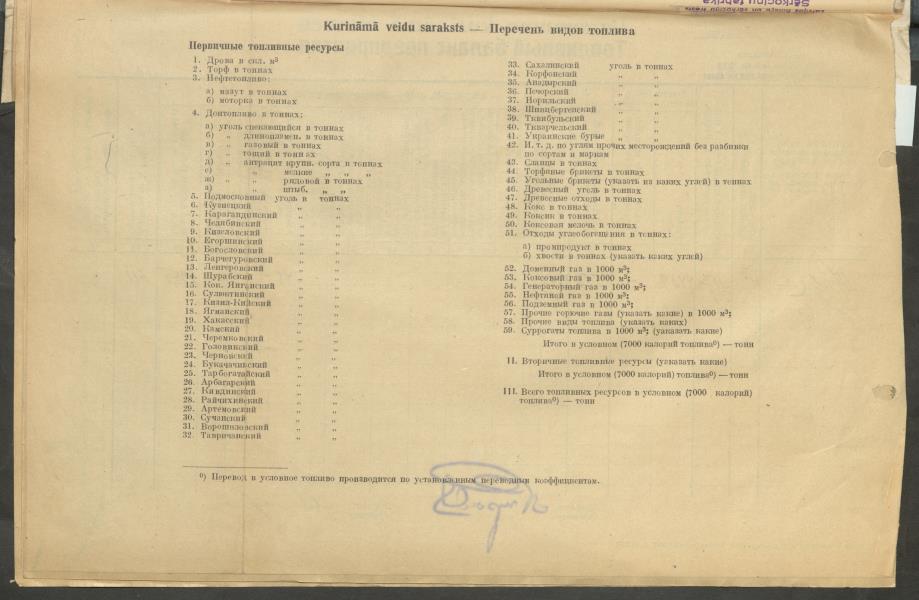 Kurināmā veidu saraksts — Перечень видов топлива
Первичные топливные ресурсы
1. Дрова в скл. м³
2. Торф в тоннах
3. Нефтетопливо:
а) мазут в тоннах
б) моторка в тоннах
4. Донтопливо в тоннах:
а) уголь спекающийся в тоннах
б) „ длиннопламен. в тоннах
в) „ газовый в тоннах
г) „ тощий в тоннах
д) „ антрацит крупн. сорта в тоннах
е) „ мелкие „ „ „
ж) „ „ рядовой в тоннах
з) „ штыб. „ „
5. Подмосковный уголь в тоннах
6. Кузнецкий „ „
7. Карагандинский „ „
8. Челябинский „ „
9. Кизеловский „ „
10. Егоршинский „ „
11. Богословский „ „
12. Барчегуровский „ „
13. Ленгеровский „ „
14. Шурабский „ „
15. Кок. Янганский „ „
16. Сулюктинский „ „
17. Кизил-Кийский „ „
18. Ягманский „ „
19. Хакасский „ „
20. Камский „ „
21. Черемховский „ „
22. Головинский „ „
23. Черновский „ „
24. Букачачинский „ „
25. Тарбогатайский „ „
26. Арбагарский „ „
27. Кивдинский „ „
28. Райчихинский „ „
29. Артемовский „ „
30. Сучанский „ „
31. Ворошиловский „ „
32. Тавричанский „ „
33. Сахалинский уголь в тоннах
34. Корфонский „ „
35. Анадырский „ „
36. Печорский „ „
37. Норильский „ „
38. Шпицбергенский „ „
39. Тквибульский „ „
40. Ткварчельский „ „
41. Украинские бурые „ „
42. И. т. д. по углям прочих месторождений без разбивки
по сортам и маркам
43. Сланцы в тоннах
44. Торфяные брикеты в тоннах
45. Угольные брикеты (указать из каких углей) в тоннах
46. Древесный уголь в тоннах
47. Древесные отходы в тоннах
48. Кокс в тоннах
49. Коксик в тоннах
50. Коксовая мелочь в тоннах
51. Отходы углеобогащения в тоннах:
а) промпродукт в тоннах
б) хвости в тоннах (указать каких углей)
52. Доменный газ в 1000 м³;
53. Коксовый газ в 1000 м³;
54. Генераторный газ в 1000 м³;
55. Нефтяной газ в 1000 м³;
56. Подземный газ в 1000 м³;
57. Прочие горючие газы (указать какие) в 1000 м³;
58. Прочие виды топлива (указать каких)
59. Суррогаты топлива в 1000 м³; (указать какие)
Итого в условном (7000 калорий топлива⁰) — тонн
II. Вторичные топливные ресурсы (указать какие)
Итого в условном (7000 калорий) топлива⁰) — тонн
III. Всего топливных ресурсов в условном (7000 калорий)
топлива⁰) — тонн
⁰) Перевод в условное топливо производится по установленным переводным коэффициентам.